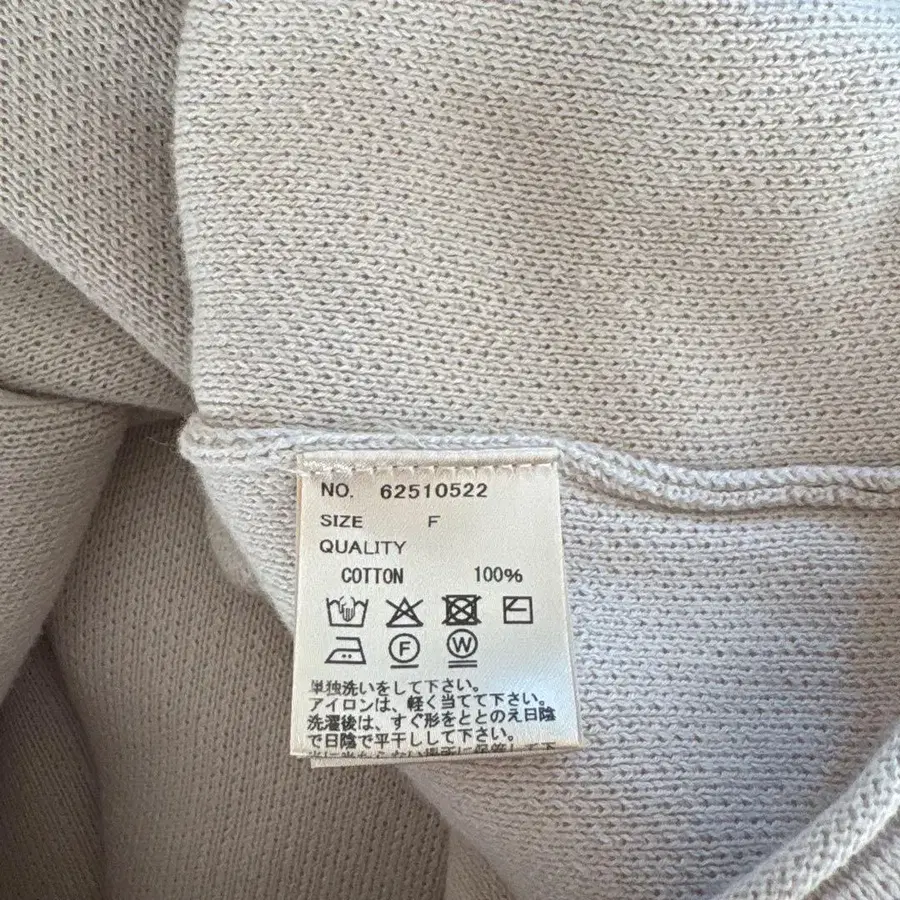 NO. 62510522
SIZE F
QUALITY
COTTON 100%
F W
単独洗いをして下さい。
アイロンは、軽く当てて下さい。
洗濯後は、すぐ形をととのえ日陰
で日陰で平干しして下さい。